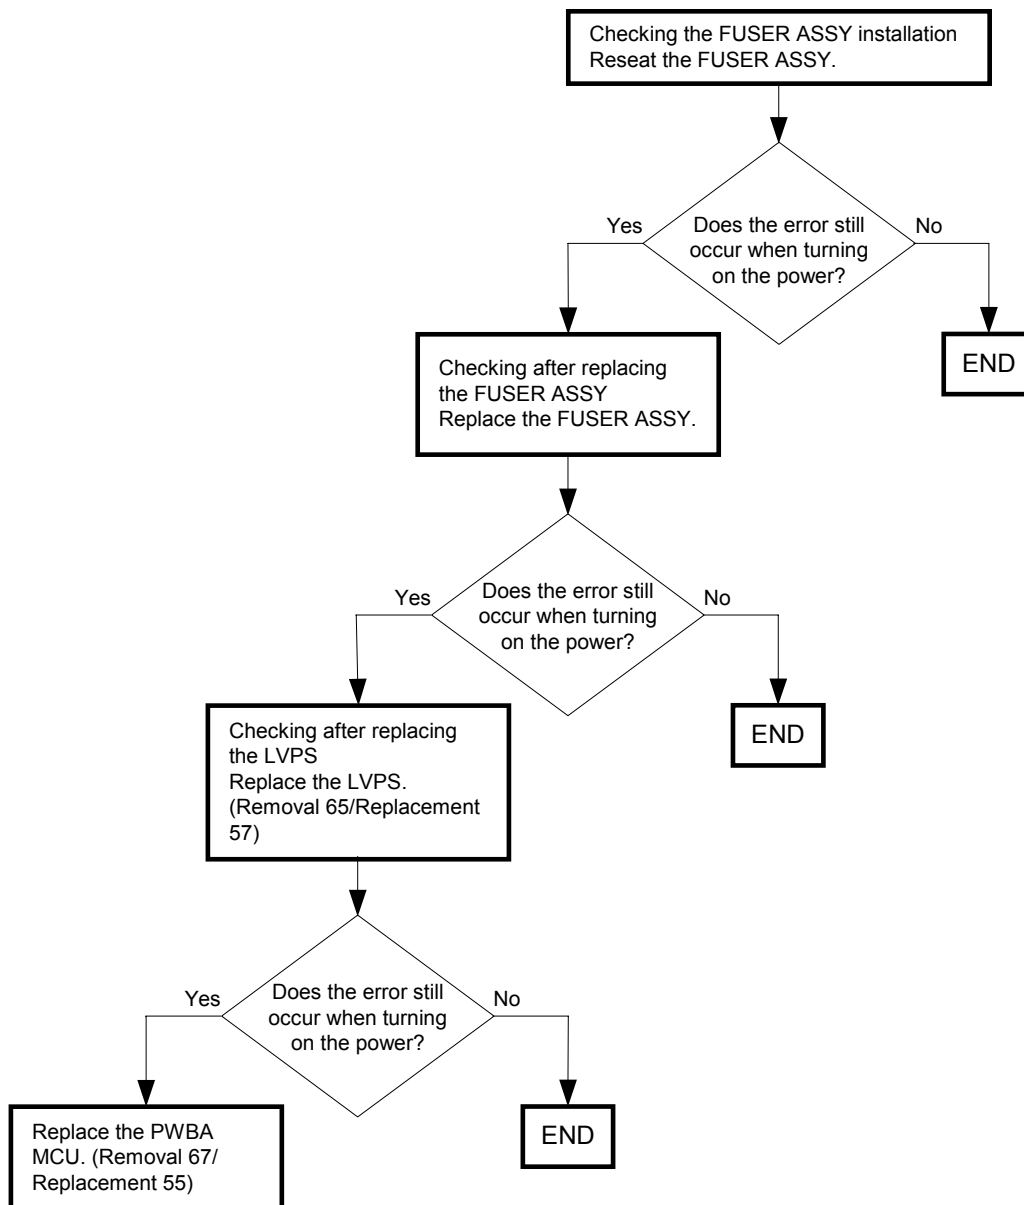 Checking the FUSER ASSY installation
Reseat the FUSER ASSY.
Yes
Does the error still
occur when turning
on the power?
No
Checking after replacing
the FUSER ASSY
Replace the FUSER ASSY.
END
Yes
Does the error still
occur when turning
on the power?
No
Checking after replacing
the LVPS
Replace the LVPS.
(Removal 65/Replacement
57)
END
Yes
Does the error still
occur when turning
on the power?
No
Replace the PWBA
MCU. (Removal 67/
Replacement 55)
END